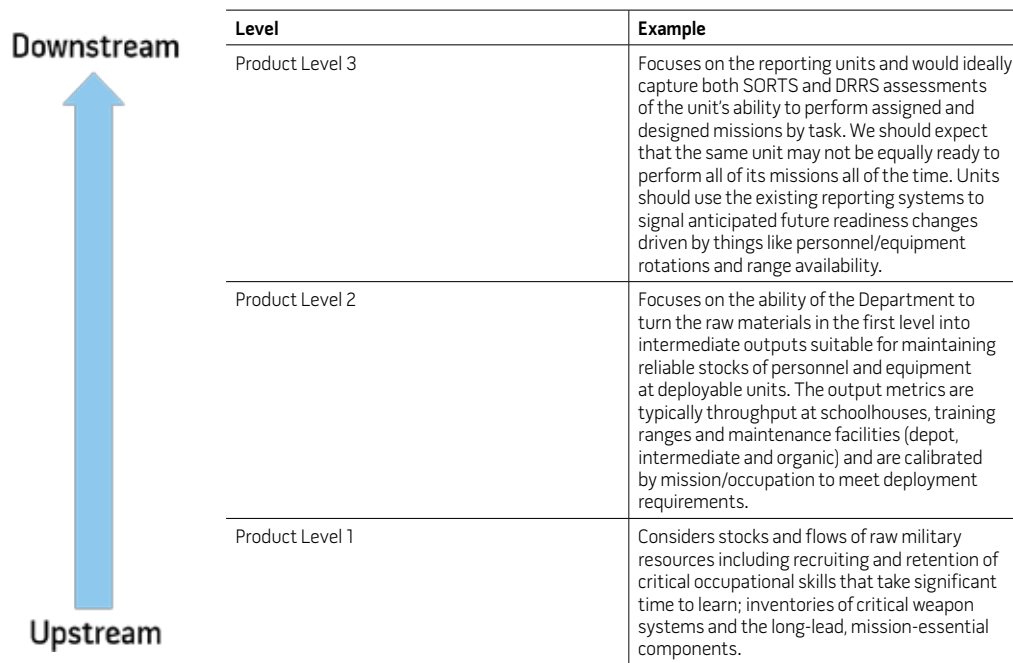 Downstream
Upstream
Level
Example
Product Level 3
Focuses on the reporting units and would ideally
capture both SORTS and DRRS assessments
of the unit's ability to perform assigned and
designed missions by task. We should expect
that the same unit may not be equally ready to
perform all of its missions all of the time. Units
should use the existing reporting systems to
signal anticipated future readiness changes
driven by things like personnel/equipment
rotations and range availability.
Product Level 2
Focuses on the ability of the Department to
turn the raw materials in the first level into
intermediate outputs suitable for maintaining
reliable stocks of personnel and equipment
at deployable units. The output metrics are
typically throughput at schoolhouses, training
ranges and maintenance facilities (depot,
intermediate and organic) and are calibrated
by mission/occupation to meet deployment
requirements.
Product Level 1
Considers stocks and flows of raw military
resources including recruiting and retention of
critical occupational skills that take significant
time to learn; inventories of critical weapon
systems and the long-lead, mission-essential
components.